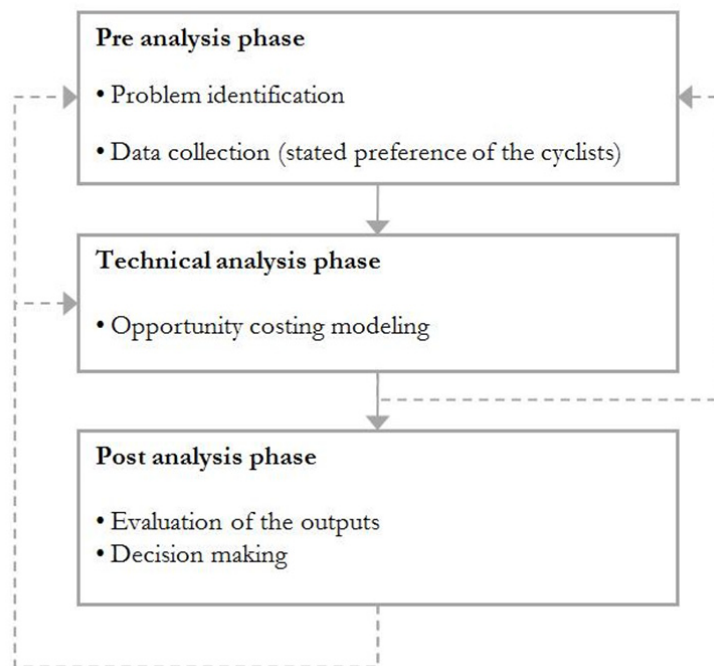 Pre analysis phase
• Problem identification
• Data collection (stated preference of the cyclists)
Technical analysis phase
• Opportunity costing modeling
Post analysis phase
• Evaluation of the outputs
• Decision making